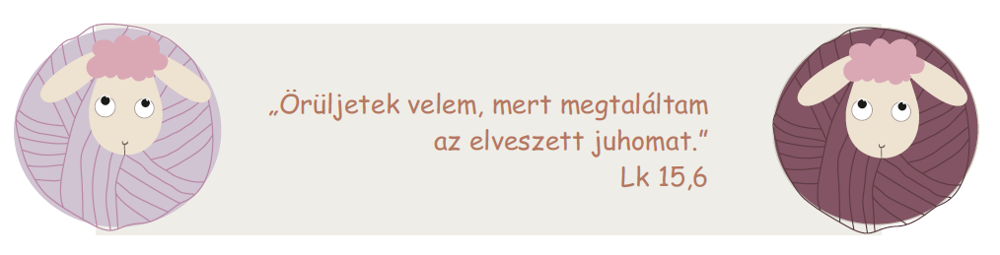 „Örüljetek velem, mert megtaláltam
az elveszett juhomat.”
Lk 15,6